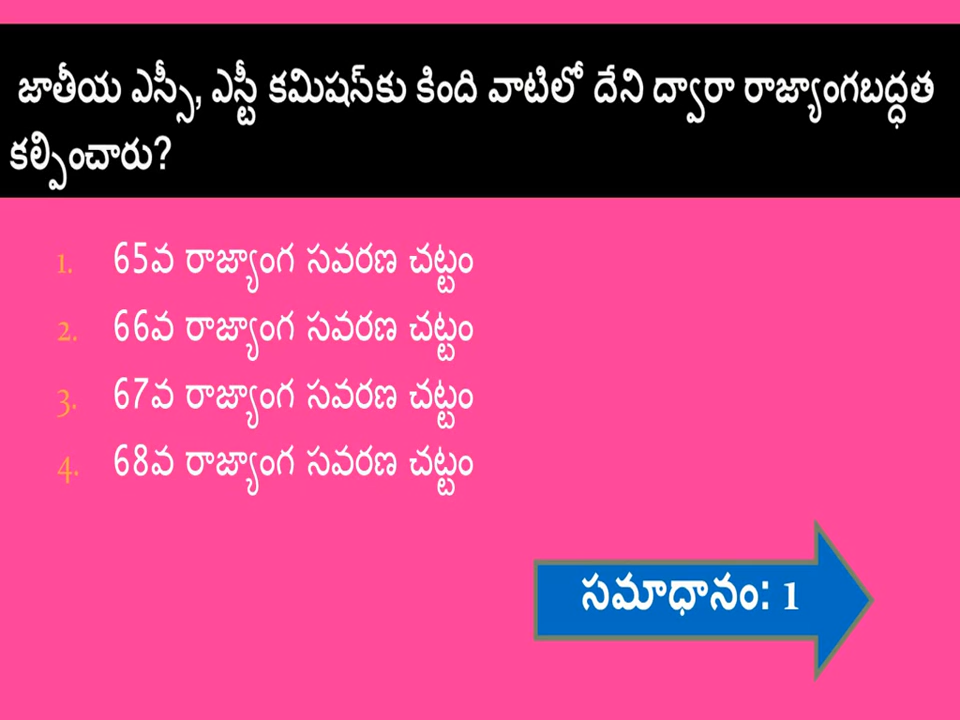 జాతీయ ఎస్సీ, ఎస్టీ కమిషన్‌కు కింది వాటిలో దేని ద్వారా రాజ్యాంగబద్ధత
కల్పించారు?
1. 65వ రాజ్యాంగ సవరణ చట్టం
2. 66వ రాజ్యాంగ సవరణ చట్టం
3. 67వ రాజ్యాంగ సవరణ చట్టం
4. 68వ రాజ్యాంగ సవరణ చట్టం
సమాధానం: 1